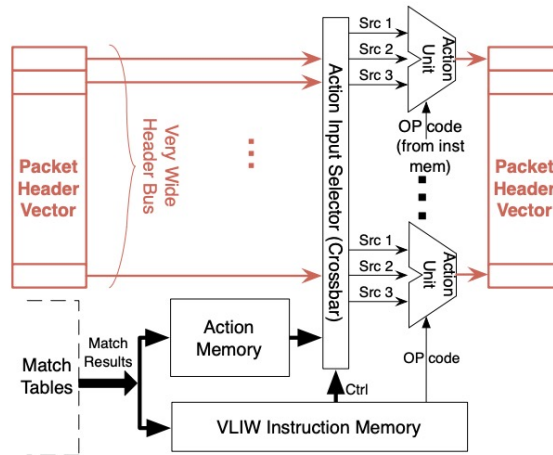 Packet
Header
Vector
Very Wide
Header Bus
Action Input Selector (Crossbar)
Src 1
Src 2
Src 3
Action
Unit
OP code
(from inst
mem)
Src 1
Src 2
Src 3
Action
Unit
OP code
Packet
Header
Vector
Match
Tables
Match
Results
Action
Memory
Ctrl
VLIW Instruction Memory